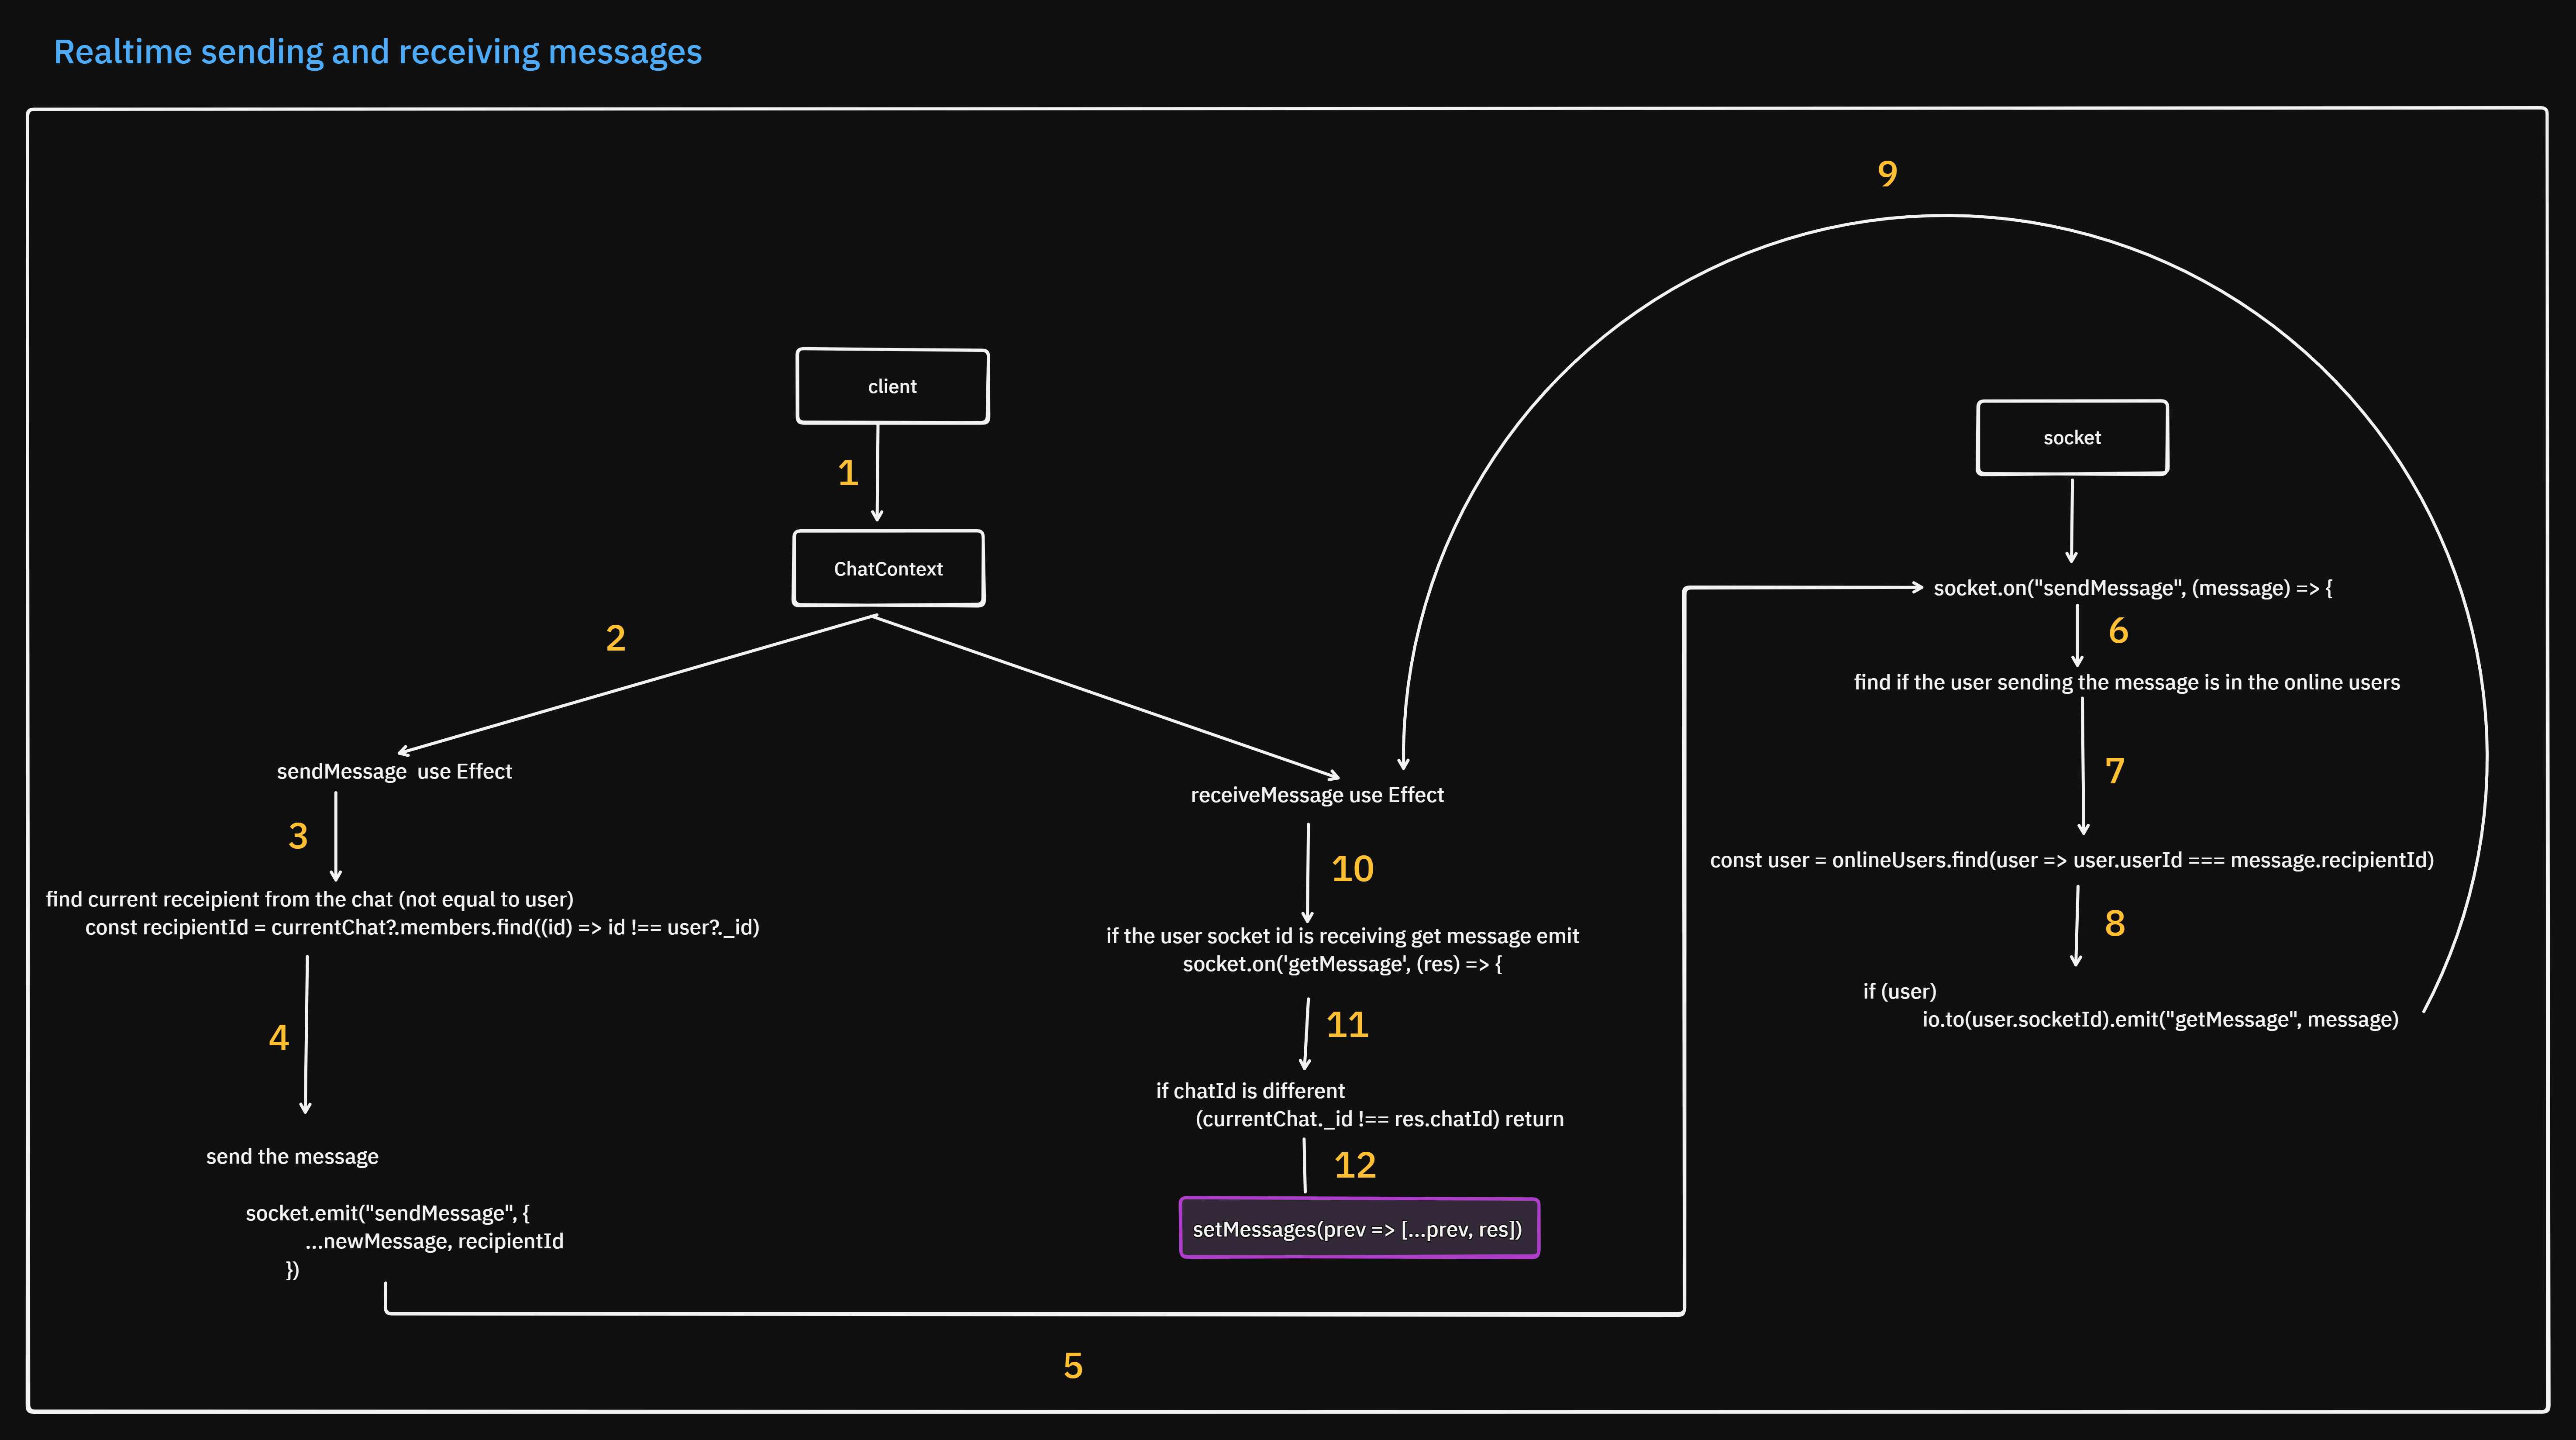 Realtime sending and receiving messages
9
client
socket
1
ChatContext
socket.on("sendMessage", (message) => {
2
6
find if the user sending the message is in the online users
sendMessage  use Effect
receiveMessage use Effect
7
3
10
const user = onlineUsers.find(user => user.userId === message.recipientId)
find current receipient from the chat (not equal to user)
const recipientId = currentChat?.members.find((id) => id !== user?._id)
8
if the user socket id is receiving get message emit
socket.on('getMessage', (res) => {
if (user)
io.to(user.socketId).emit("getMessage", message)
4
11
if chatId is different
(currentChat._id !== res.chatId) return
send the message
12
socket.emit("sendMessage", {
...newMessage, recipientId
})
setMessages(prev => [...prev, res])
5